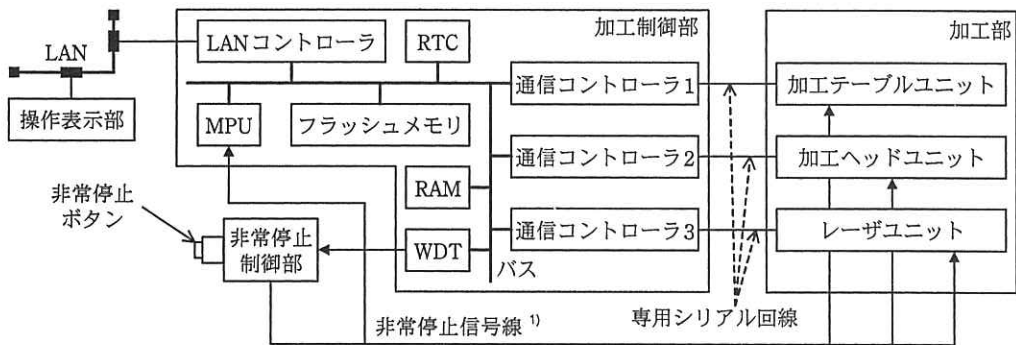 LAN
操作表示部
加工制御部
LANコントローラ
RTC
MPU
フラッシュメモリ
通信コントローラ1
通信コントローラ2
通信コントローラ3
RAM
WDT
バス
加工部
加工テーブルユニット
加工ヘッドユニット
レーザユニット
非常停止
ボタン
非常停止
制御部
非常停止信号線 1)
専用シリアル回線